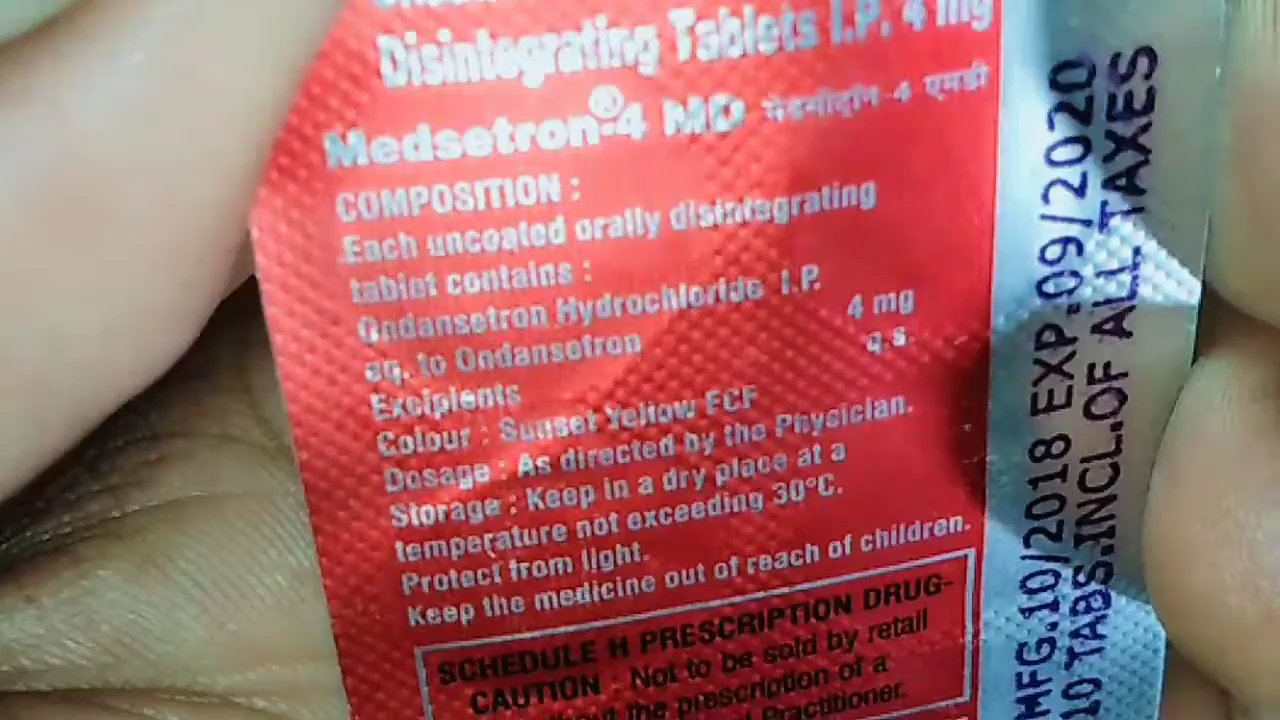 Disintegrating Tablets I.P. 4 mg
Medsetron®-4 MD मेडसीट्रॉन-4 एमडी
COMPOSITION :
Each uncoated orally disintegrating
tablet contains :
Ondansetron Hydrochloride I.P.
eq. to Ondansetron 4 mg
Excipients q.s
Colour : Sunset Yellow FCF
Dosage : As directed by the Physician.
Storage : Keep in a dry place at a
temperature not exceeding 30°C.
Protect from light.
Keep the medicine out of reach of children.
SCHEDULE H PRESCRIPTION DRUG-
CAUTION : Not to be sold by retail
the prescription of a
Practitioner.
MFG.10/2018 EXP.09/2020
10 TABS.INCL.OF ALL TAXES